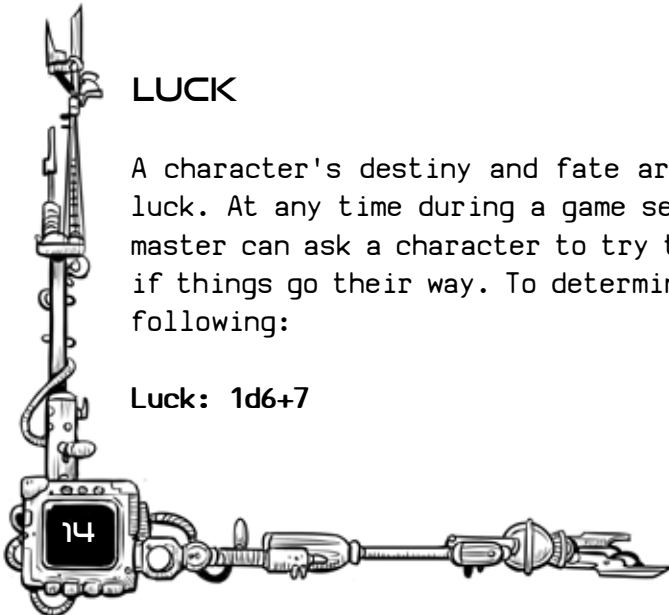 LUCK
A character's destiny and fate ar
luck. At any time during a game se
master can ask a character to try t
if things go their way. To determin
following:
Luck: 1d6+7
14